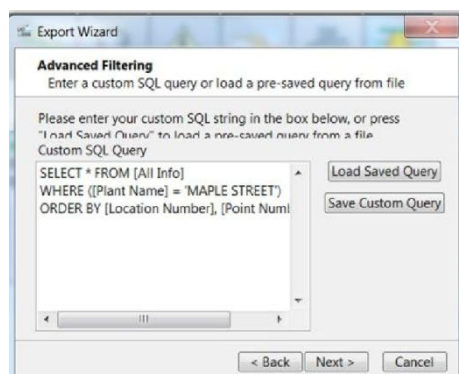 Export Wizard
Advanced Filtering
Enter a custom SQL query or load a pre-saved query from file
Please enter your custom SQL string in the box below, or press
"Load Saved Query" to load a pre-saved query from a file
Custom SQL Query
SELECT * FROM [All Info]
WHERE ([Plant Name] = 'MAPLE STREET')
ORDER BY [Location Number], [Point Numl
Load Saved Query
Save Custom Query
< Back
Next >
Cancel